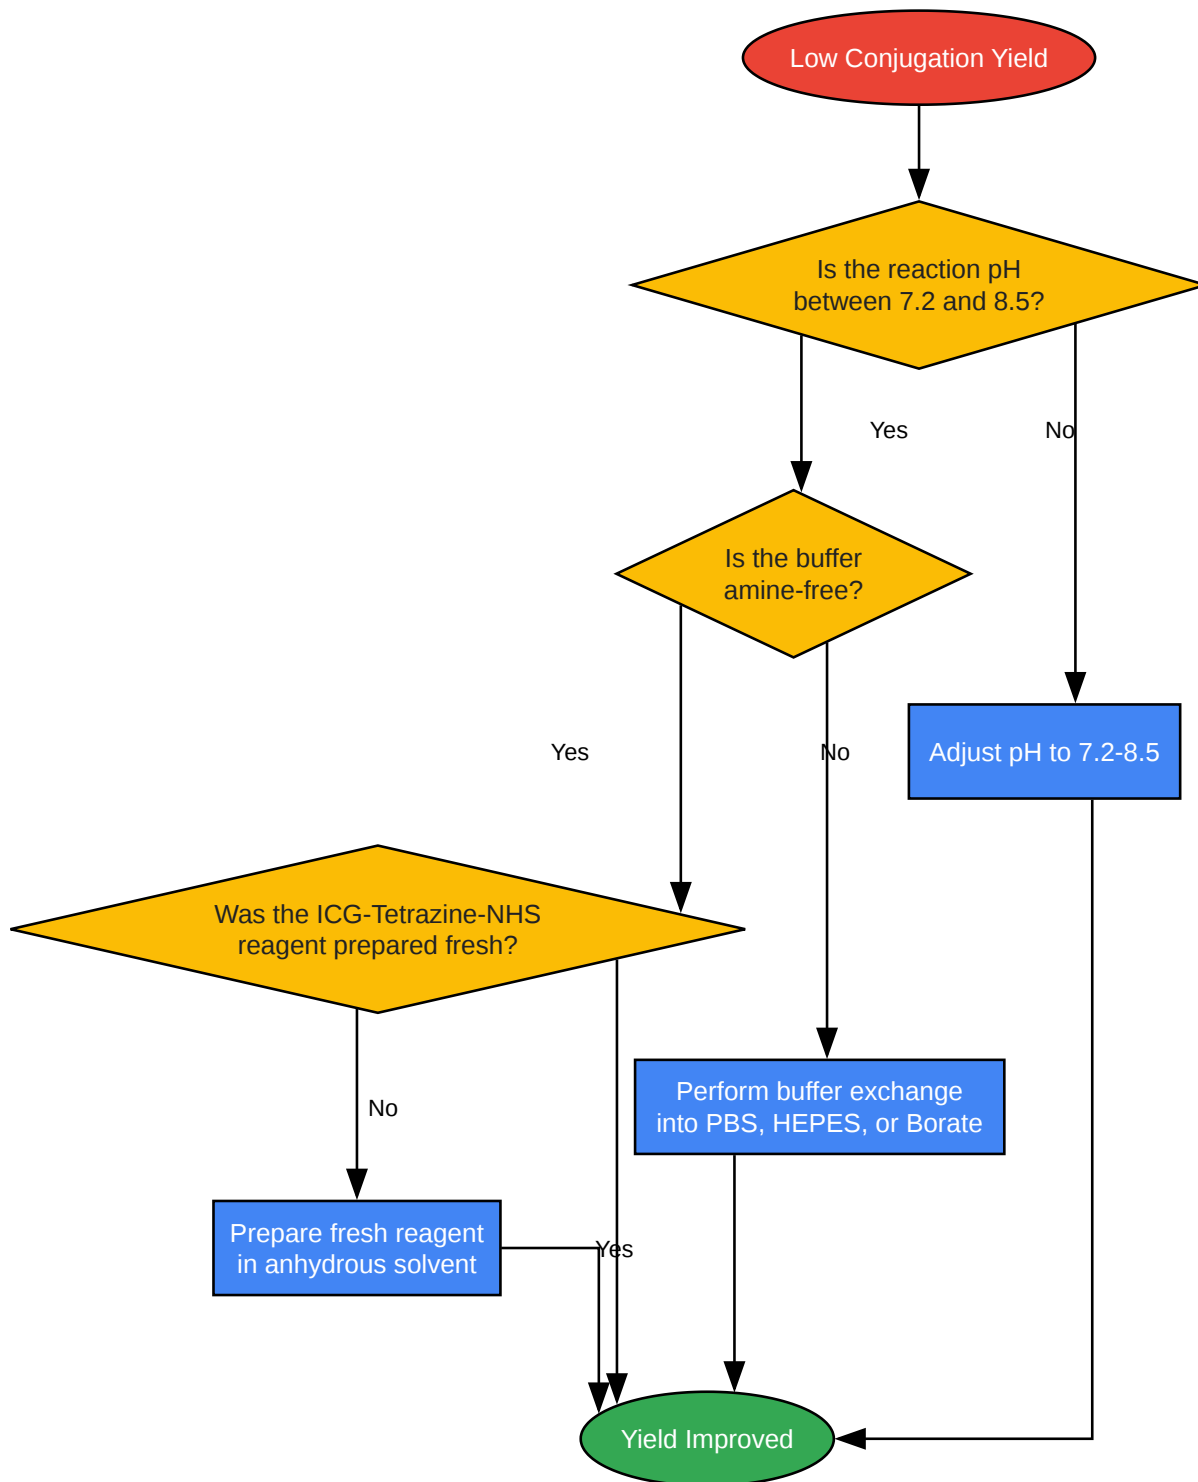 Low Conjugation Yield
Is the reaction pH
between 7.2 and 8.5?
Yes
No
Is the buffer
amine-free?
Yes
No
Adjust pH to 7.2-8.5
Was the ICG-Tetrazine-NHS
reagent prepared fresh?
No
Perform buffer exchange
into PBS, HEPES, or Borate
Prepare fresh reagent
in anhydrous solvent
Yes
Yield Improved